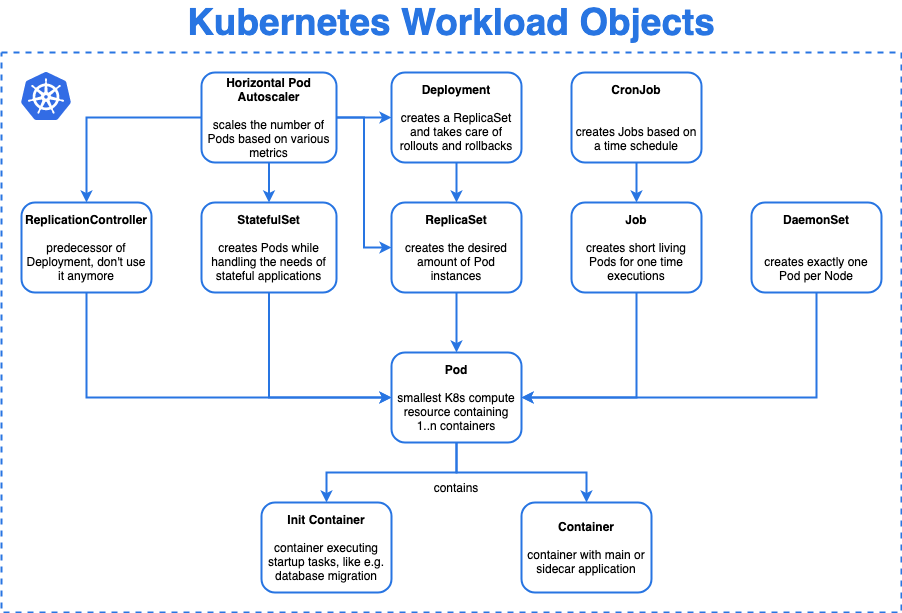 Kubernetes Workload Objects
Horizontal Pod
Autoscaler
scales the number of
Pods based on various
metrics
Deployment
creates a ReplicaSet
and takes care of
rollouts and rollbacks
CronJob
creates Jobs based on
a time schedule
ReplicationController
predecessor of
Deployment, don't use
it anymore
StatefulSet
creates Pods while
handling the needs of
stateful applications
ReplicaSet
creates the desired
amount of Pod
instances
Job
creates short living
Pods for one time
executions
DaemonSet
creates exactly one
Pod per Node
Pod
smallest K8s compute
resource containing
1..n containers
contains
Init Container
container executing
startup tasks, like e.g.
database migration
Container
container with main or
sidecar application